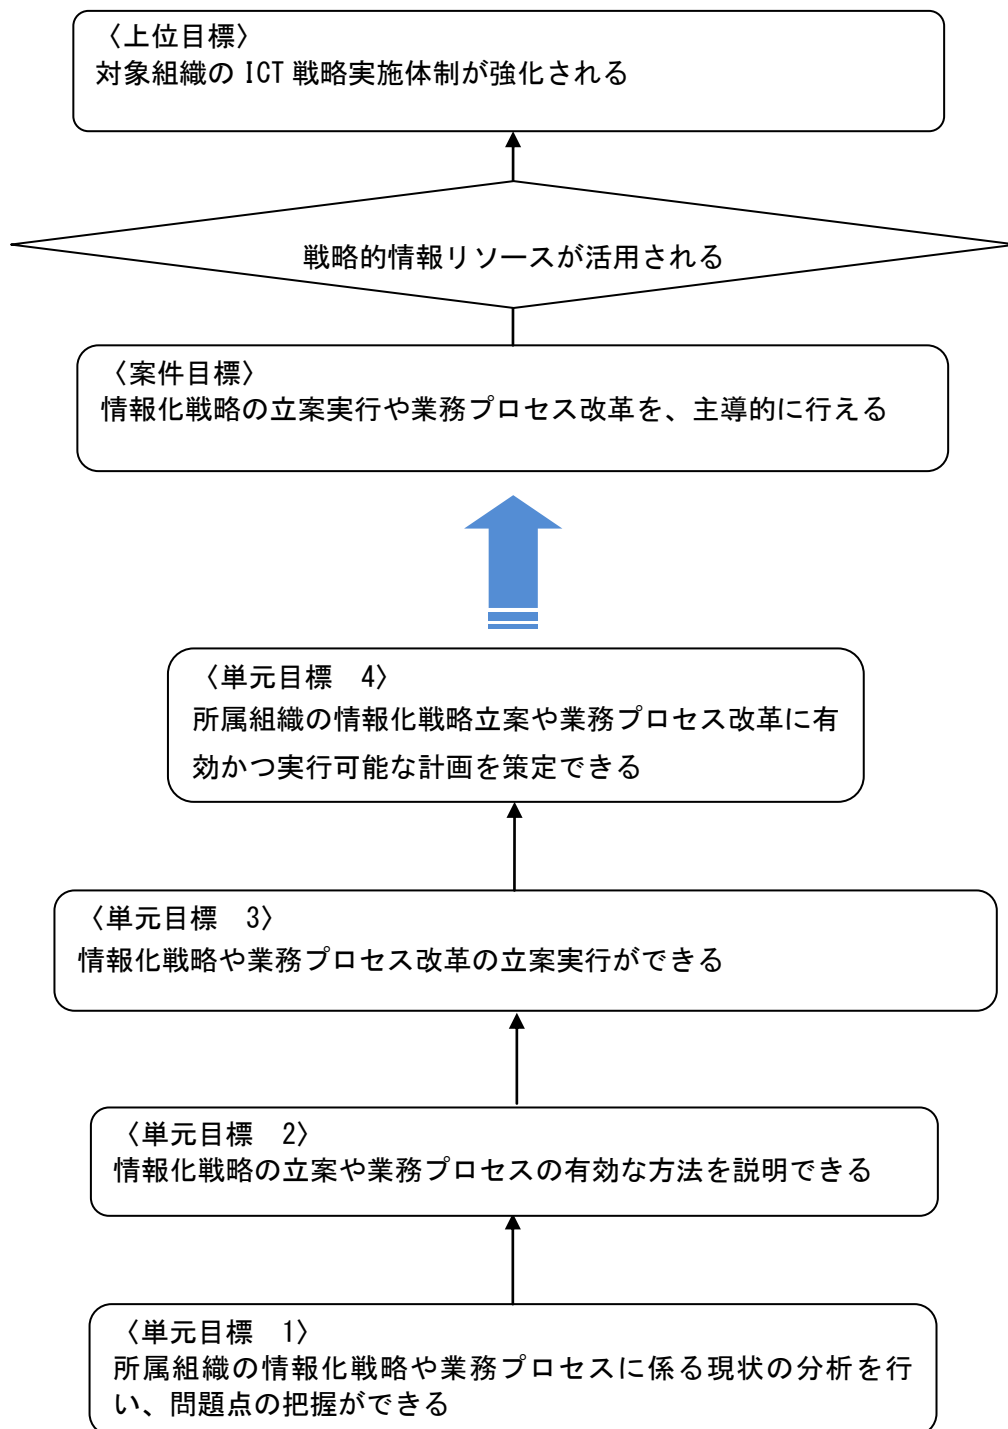 〈上位目標〉
対象組織の ICT 戦略実施体制が強化される
戦略的情報リソースが活用される
〈案件目標〉
情報化戦略の立案実行や業務プロセス改革を、主導的に行える
〈単元目標　4〉
所属組織の情報化戦略立案や業務プロセス改革に有
効かつ実行可能な計画を策定できる
〈単元目標　3〉
情報化戦略や業務プロセス改革の立案実行ができる
〈単元目標　2〉
情報化戦略の立案や業務プロセスの有効な方法を説明できる
〈単元目標　1〉
所属組織の情報化戦略や業務プロセスに係る現状の分析を行
い、問題点の把握ができる